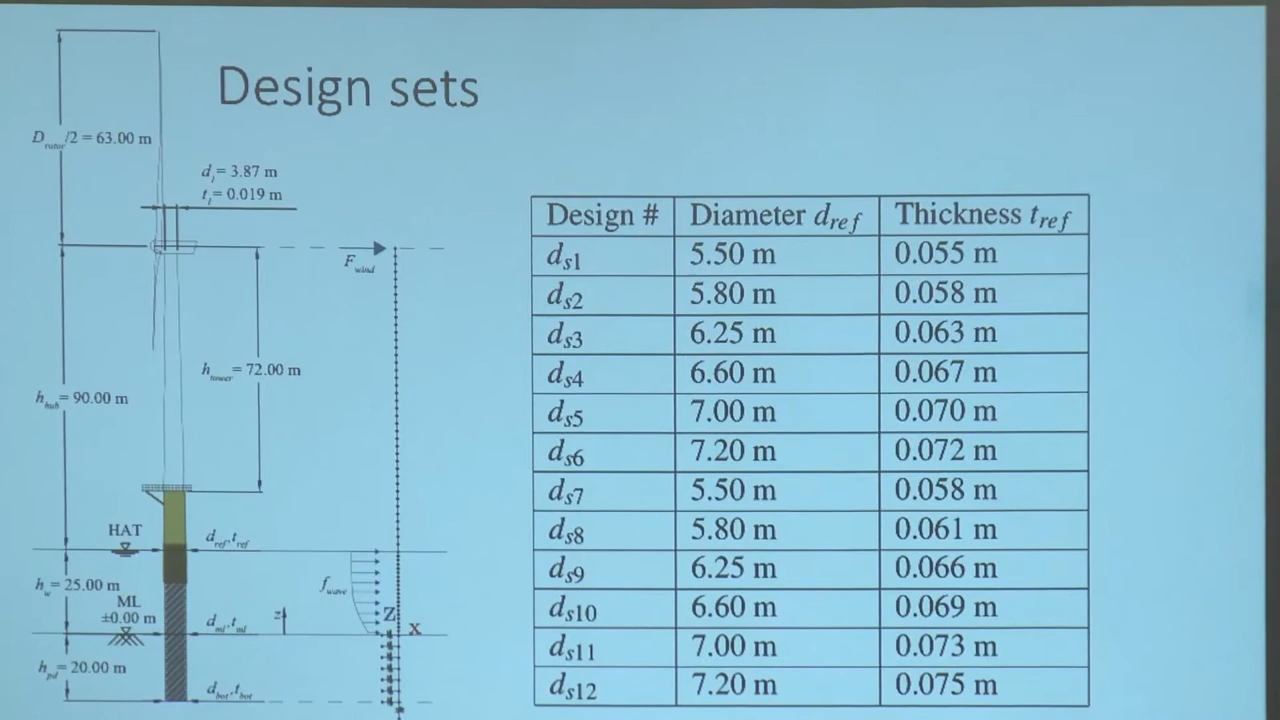 Design sets
D_rotor/2 = 63.00 m
d_t= 3.87 m
t_t= 0.019 m
F_wind
h_tower= 72.00 m
h_hub= 90.00 m
HAT
d_ref,t_ref
h_w= 25.00 m
f_wave
ML
±0.00 m
d_ml,t_ml
z
Z
X
h_pd= 20.00 m
d_bot,t_bot
Design # Diameter d_ref Thickness t_ref
d_s1 5.50 m 0.055 m
d_s2 5.80 m 0.058 m
d_s3 6.25 m 0.063 m
d_s4 6.60 m 0.067 m
d_s5 7.00 m 0.070 m
d_s6 7.20 m 0.072 m
d_s7 5.50 m 0.058 m
d_s8 5.80 m 0.061 m
d_s9 6.25 m 0.066 m
d_s10 6.60 m 0.069 m
d_s11 7.00 m 0.073 m
d_s12 7.20 m 0.075 m